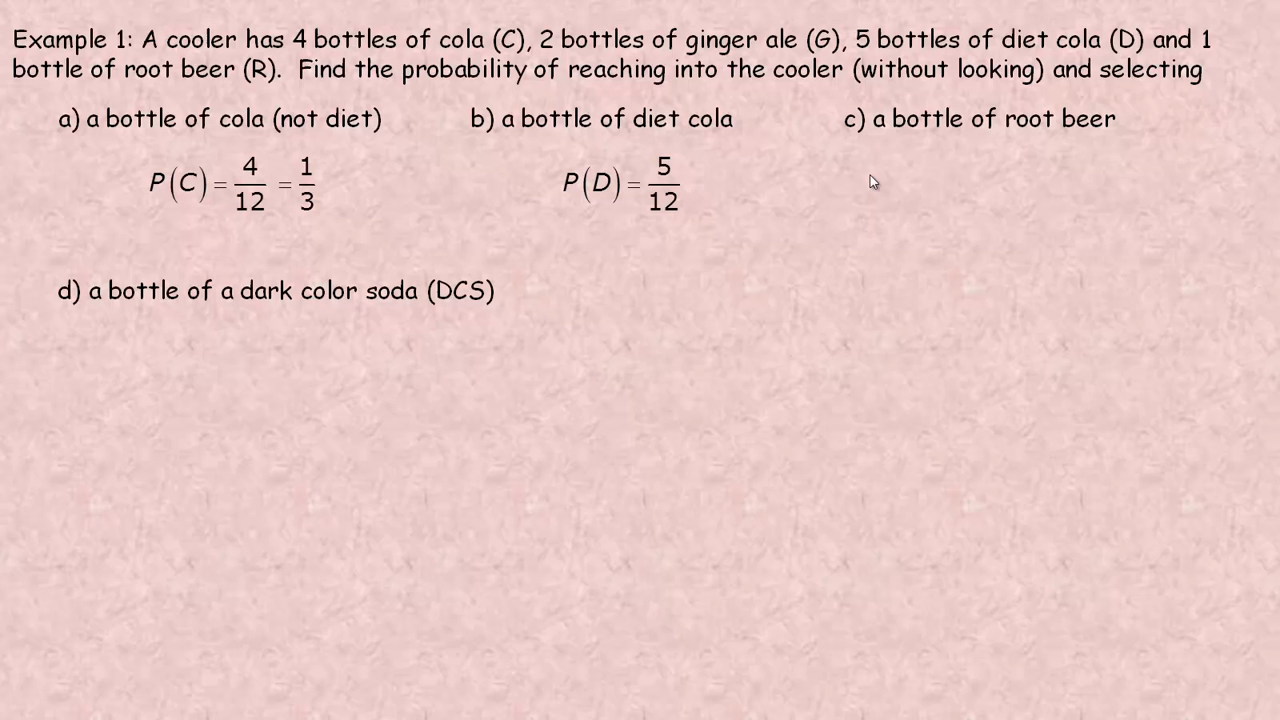 Example 1: A cooler has 4 bottles of cola (C), 2 bottles of ginger ale (G), 5 bottles of diet cola (D) and 1
bottle of root beer (R).  Find the probability of reaching into the cooler (without looking) and selecting
a) a bottle of cola (not diet)
b) a bottle of diet cola
c) a bottle of root beer
P(C) = 4/12 = 1/3
P(D) = 5/12
d) a bottle of a dark color soda (DCS)